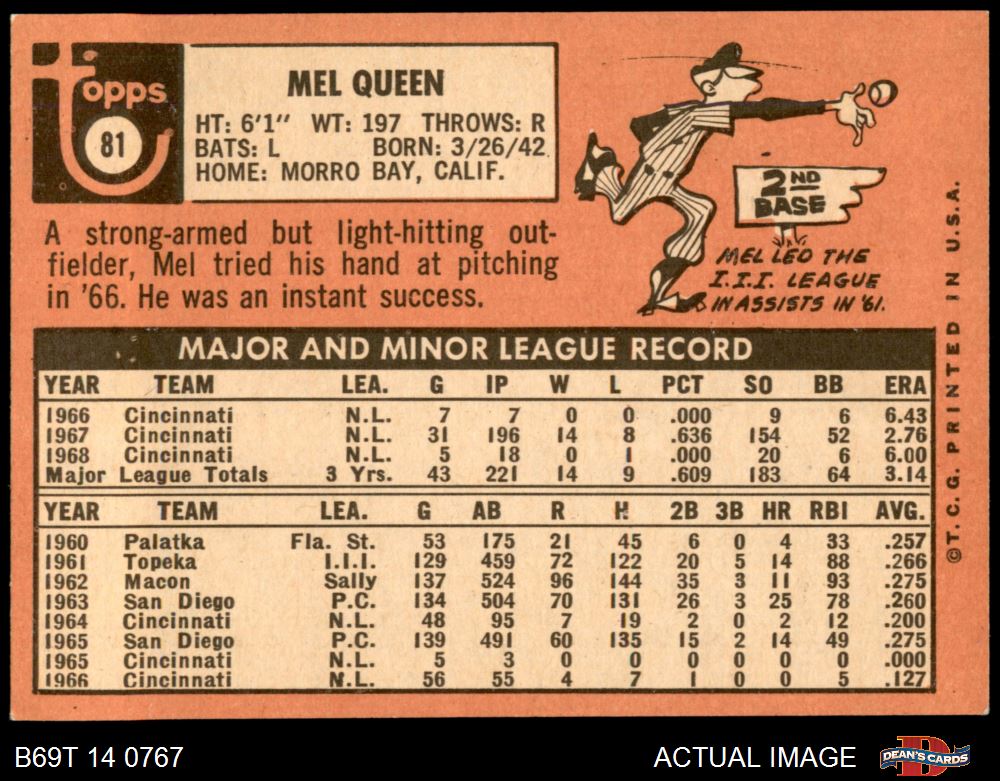 Topps
81
MEL QUEEN
HT: 6'1" WT: 197 THROWS: R
BATS: L BORN: 3/26/42
HOME: MORRO BAY, CALIF.
A strong-armed but light-hitting out-
fielder, Mel tried his hand at pitching
in '66. He was an instant success.
2ND
BASE
MEL LED THE
I.I.I. LEAGUE
IN ASSISTS IN '61.
MAJOR AND MINOR LEAGUE RECORD
YEAR TEAM LEA. G IP W L PCT SO BB ERA
1966 Cincinnati N.L. 7 7 0 0 .000 9 6 6.43
1967 Cincinnati N.L. 31 196 14 8 .636 154 52 2.76
1968 Cincinnati N.L. 5 18 0 1 .000 20 6 6.00
Major League Totals 3 Yrs. 43 221 14 9 .609 183 64 3.14
YEAR TEAM LEA. G AB R H 2B 3B HR RBI AVG.
1960 Palatka Fla. St. 53 175 21 45 6 0 4 33 .257
1961 Topeka I.I.I. 129 459 72 122 20 5 14 88 .266
1962 Macon Sally 137 524 96 144 35 3 11 93 .275
1963 San Diego P.C. 134 504 70 131 26 3 25 78 .260
1964 Cincinnati N.L. 48 95 7 19 2 0 2 12 .200
1965 San Diego P.C. 139 491 60 135 15 2 14 49 .275
1965 Cincinnati N.L. 5 3 0 0 0 0 0 0 .000
1966 Cincinnati N.L. 56 55 4 7 1 0 0 5 .127
©T.C.G. PRINTED IN U.S.A.
B69T 14 0767
ACTUAL IMAGE
DEAN'S CARDS